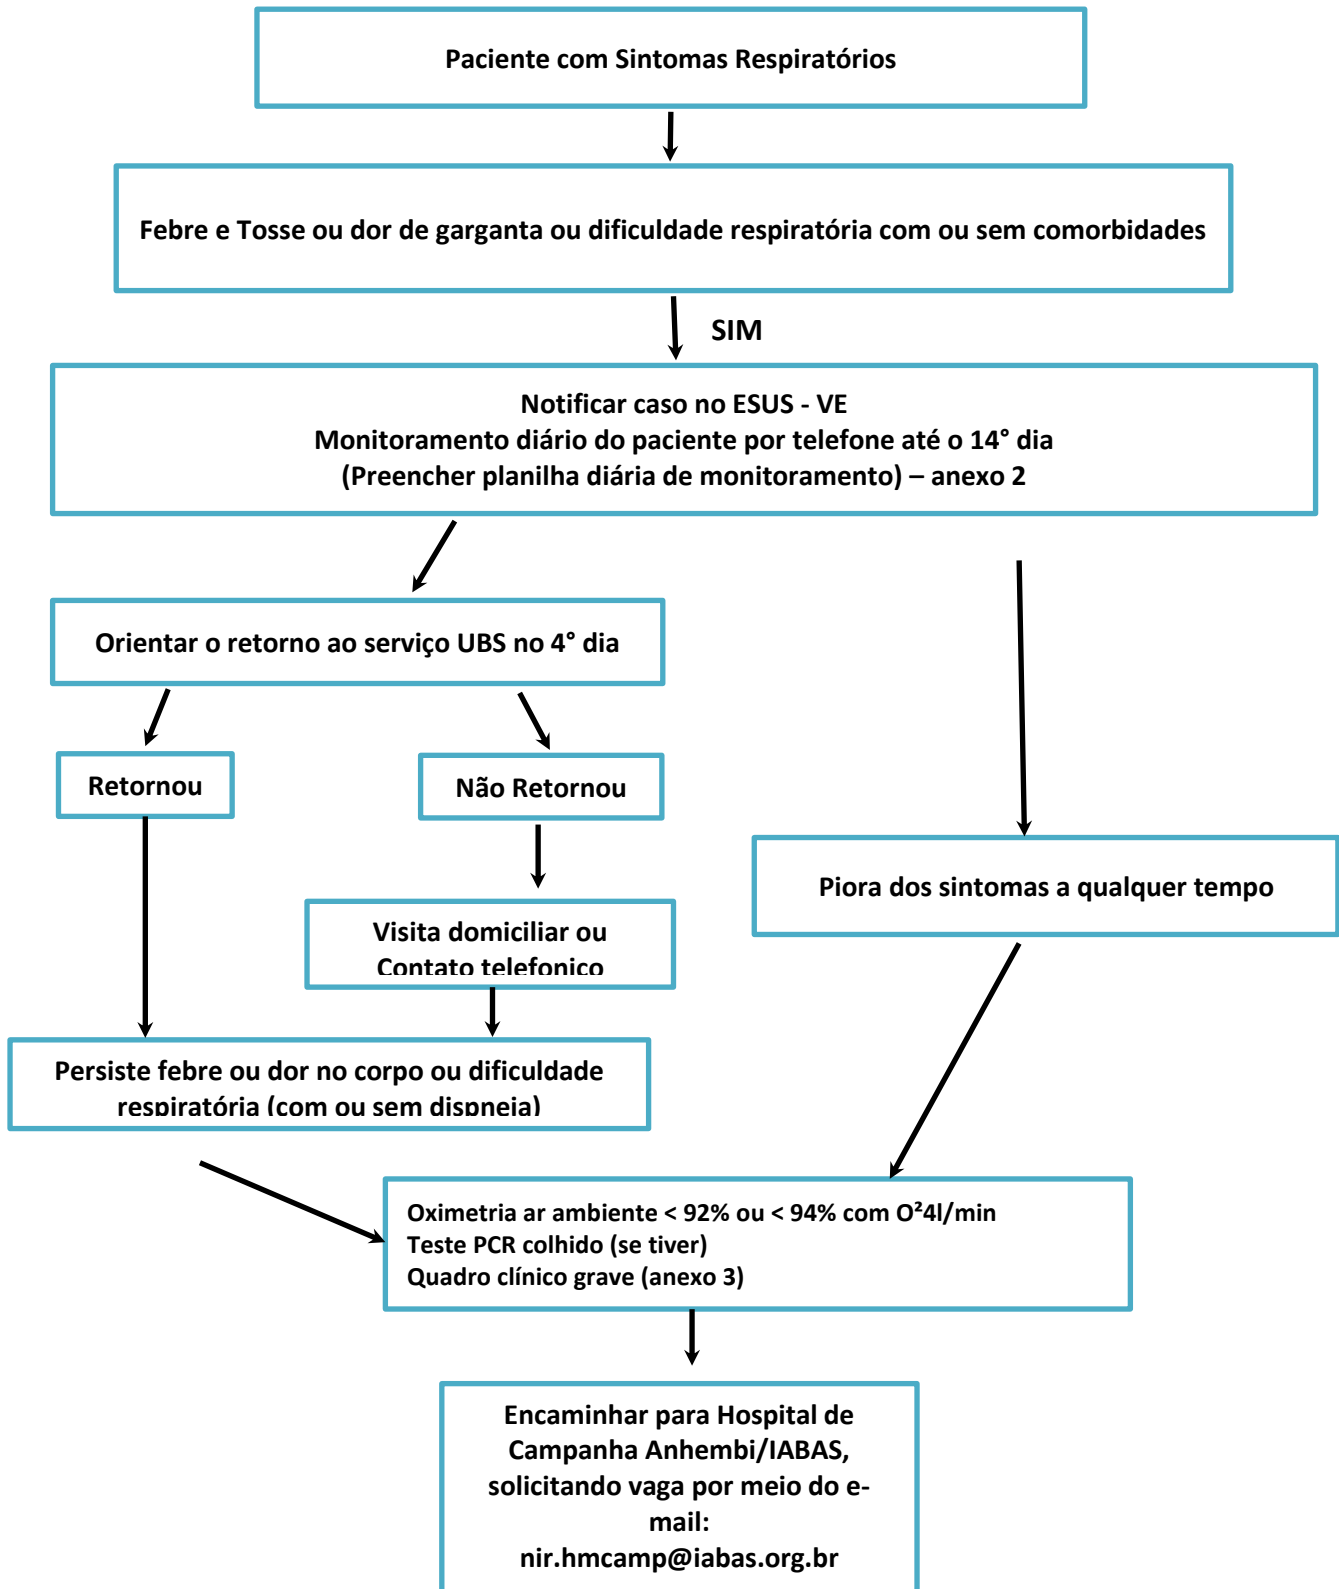 Paciente com Sintomas Respiratórios
Febre e Tosse ou dor de garganta ou dificuldade respiratória com ou sem comorbidades
SIM
Notificar caso no ESUS - VE
Monitoramento diário do paciente por telefone até o 14° dia
(Preencher planilha diária de monitoramento) – anexo 2
Orientar o retorno ao serviço UBS no 4° dia
Retornou
Não Retornou
Piora dos sintomas a qualquer tempo
Visita domiciliar ou
Contato telefonico
Persiste febre ou dor no corpo ou dificuldade
respiratória (com ou sem dispneia)
Oximetria ar ambiente < 92% ou < 94% com O²4l/min
Teste PCR colhido (se tiver)
Quadro clínico grave (anexo 3)
Encaminhar para Hospital de
Campanha Anhembi/IABAS,
solicitando vaga por meio do e-
mail:
nir.hmcamp@iabas.org.br